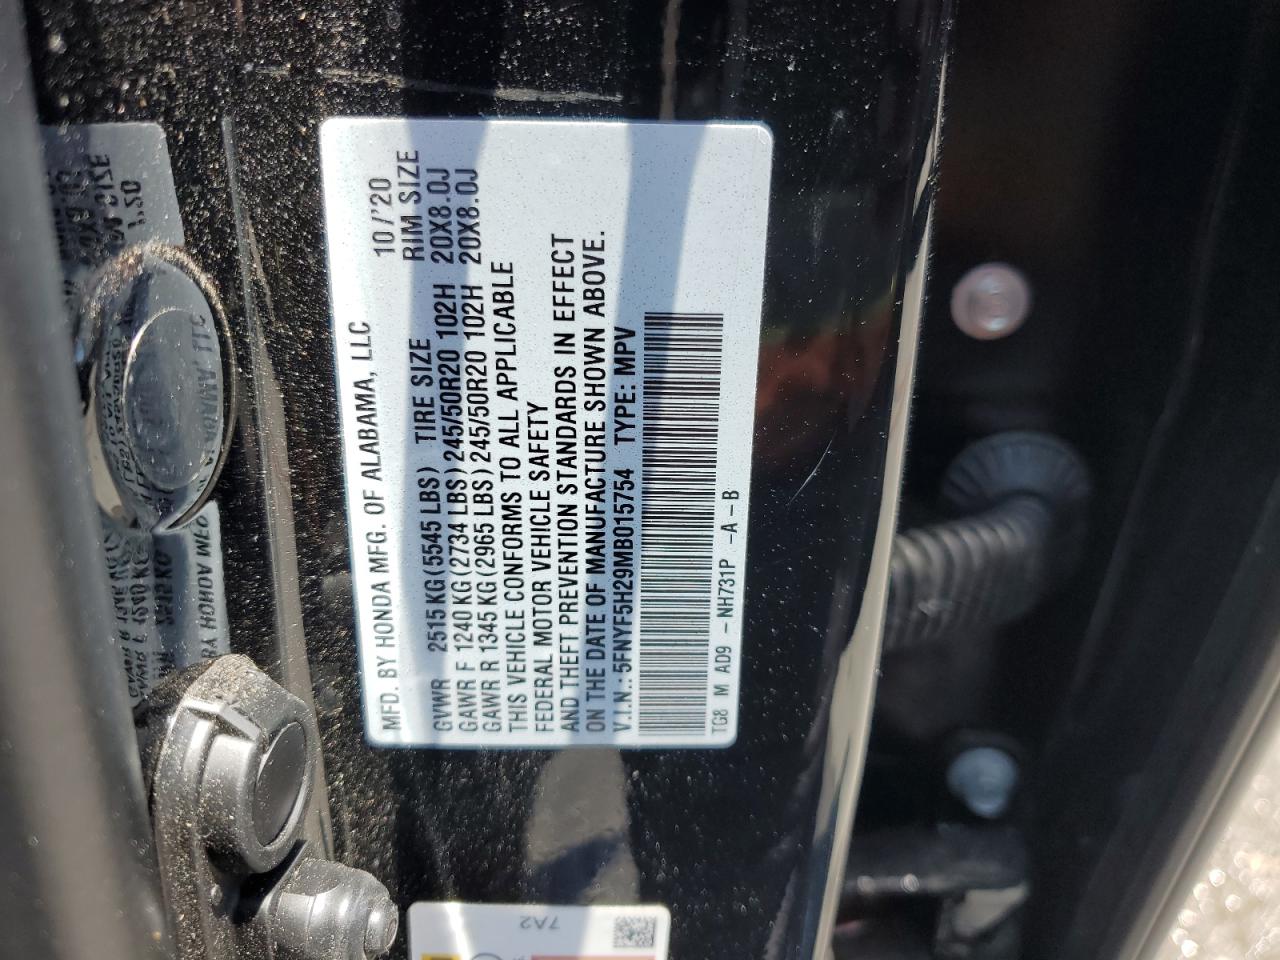 MFD. BY HONDA MFG. OF ALABAMA, LLC 10/'20
GVWR 2515 KG (5545 LBS) TIRE SIZE RIM SIZE
GAWR F 1240 KG (2734 LBS) 245/50R20 102H 20X8.0J
GAWR R 1345 KG (2965 LBS) 245/50R20 102H 20X8.0J
THIS VEHICLE CONFORMS TO ALL APPLICABLE
FEDERAL MOTOR VEHICLE SAFETY
AND THEFT PREVENTION STANDARDS IN EFFECT
ON THE DATE OF MANUFACTURE SHOWN ABOVE.
V.I.N.: 5FNYF5H29MB015754 TYPE: MPV
TG8 M AD9 - NH731P -A - B
7A2